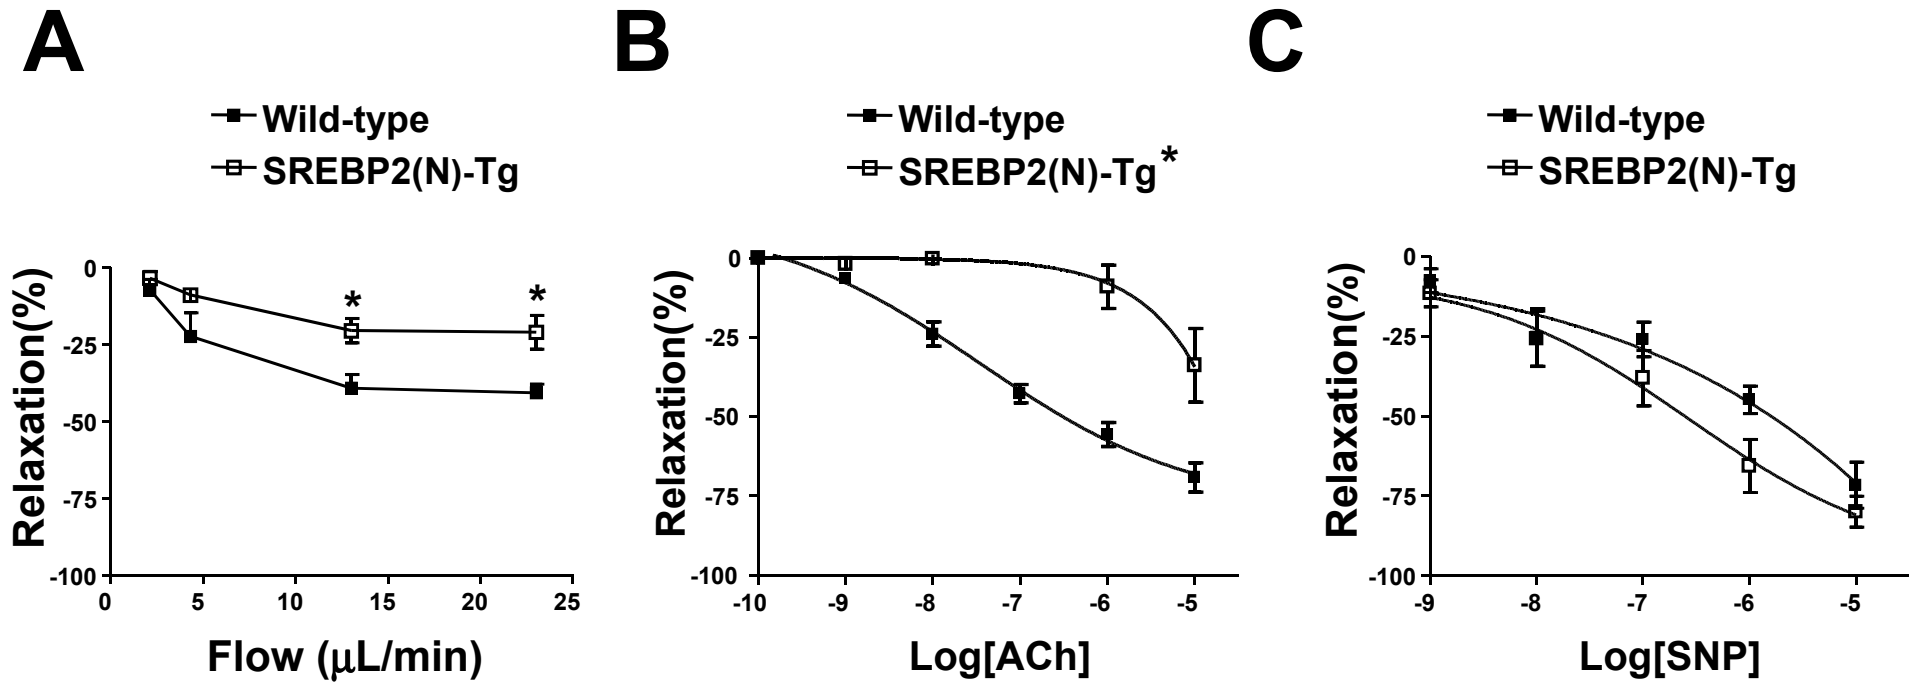 A
Wild-type
SREBP2(N)-Tg
0
-25
-50
-75
-100
Relaxation(%)
*
*
0 5 10 15 20 25
Flow (μL/min)
B
Wild-type
SREBP2(N)-Tg*
0
-25
-50
-75
-100
Relaxation(%)
-10 -9 -8 -7 -6 -5
Log[ACh]
C
Wild-type
SREBP2(N)-Tg
0
-25
-50
-75
-100
Relaxation(%)
-9 -8 -7 -6 -5
Log[SNP]